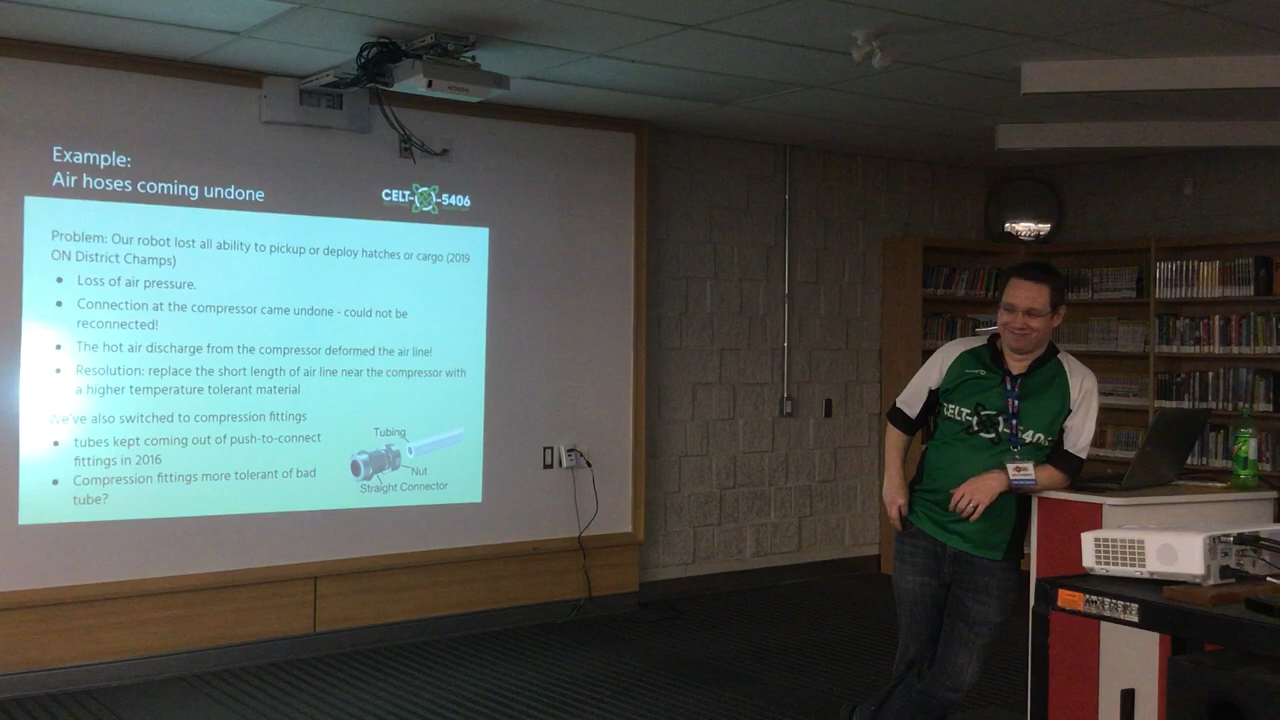 HITACHI
Example:
Air hoses coming undone
CELT-X-5406
Problem: Our robot lost all ability to pickup or deploy hatches or cargo (2019
ON District Champs)
• Loss of air pressure.
• Connection at the compressor came undone - could not be
reconnected!
• The hot air discharge from the compressor deformed the air line!
• Resolution: replace the short length of air line near the compressor with
a higher temperature tolerant material
We've also switched to compression fittings
• tubes kept coming out of push-to-connect
fittings in 2016
• Compression fittings more tolerant of bad
tube?
Tubing
Nut
Straight Connector
CELT-X-5406